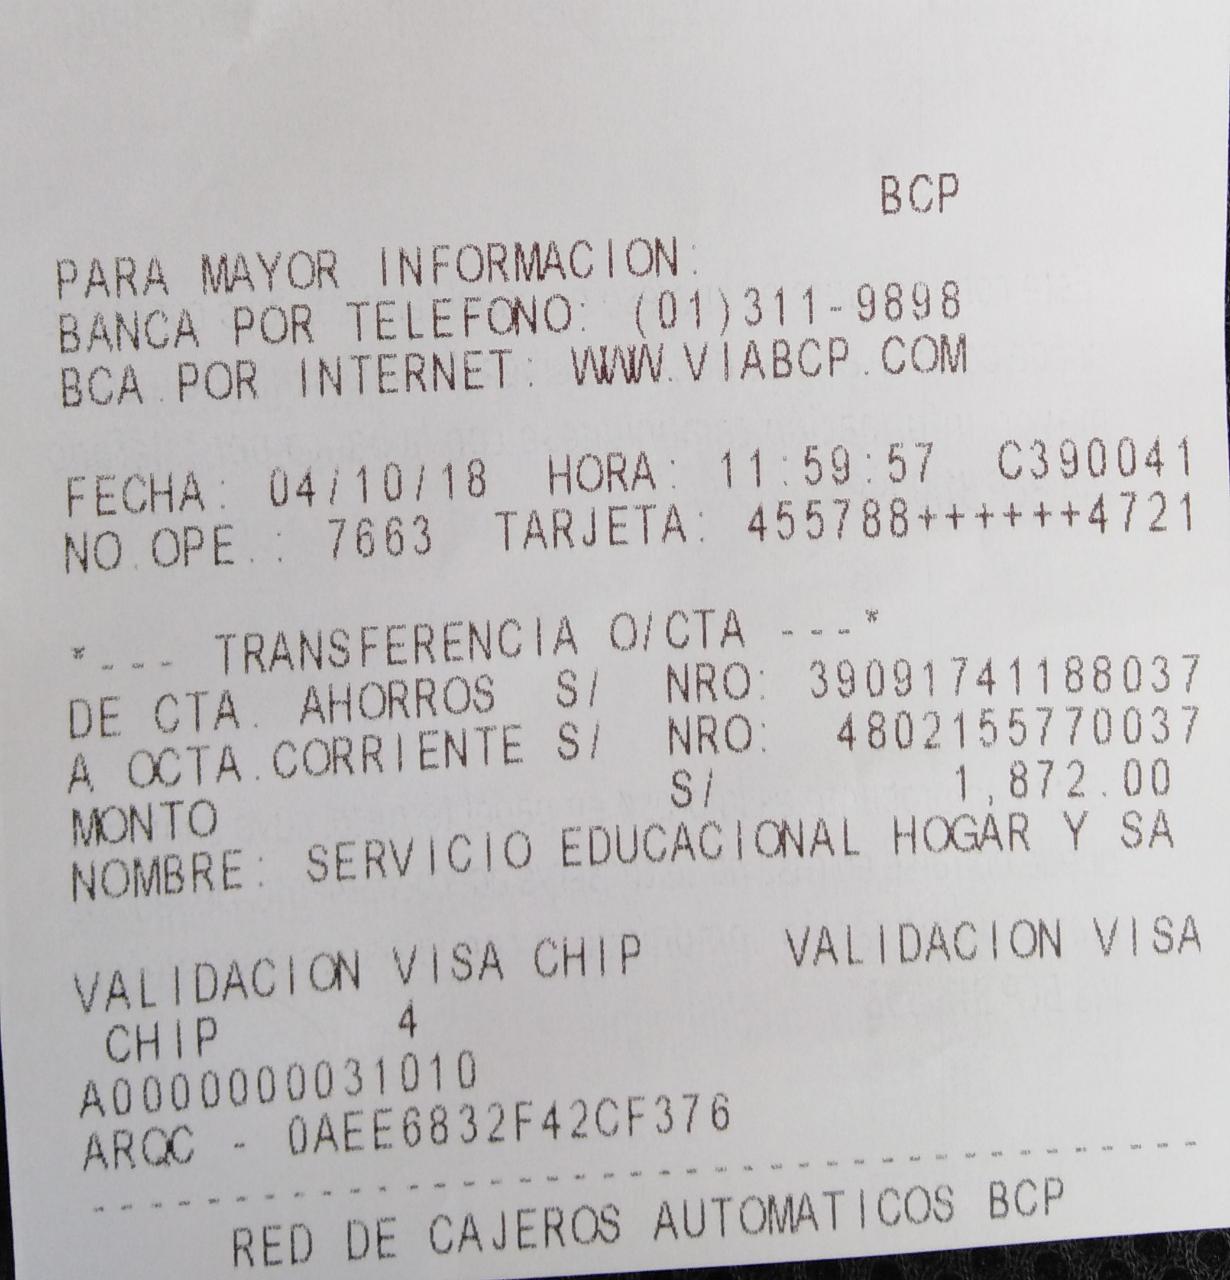 BCP
PARA MAYOR INFORMACION:
BANCA POR TELEFONO: (01)311-9898
BCA.POR INTERNET: WWW.VIABCP.COM
FECHA: 04/10/18 HORA: 11:59:57 C390041
NO.OPE.: 7663 TARJETA: 455788++++++4721
*--- TRANSFERENCIA O/CTA ---*
DE CTA. AHORROS S/ NRO: 39091741188037
A OCTA.CORRIENTE S/ NRO: 4802155770037
MONTO S/ 1,872.00
NOMBRE: SERVICIO EDUCACIONAL HOGAR Y SA
VALIDACION VISA CHIP VALIDACION VISA
CHIP 4
A0000000031010
ARQC - 0AEE6832F42CF376
---------------------------------------
RED DE CAJEROS AUTOMATICOS BCP